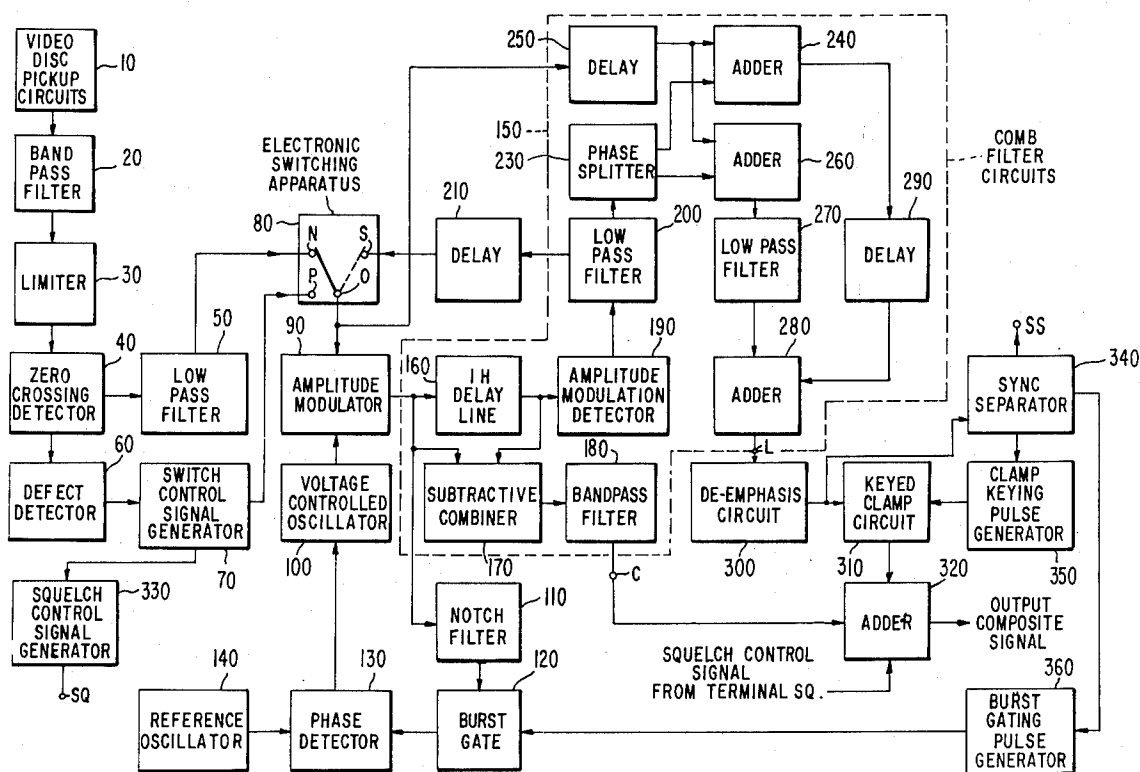 VIDEO
DISC
PICKUP
CIRCUITS
10
BAND
PASS
FILTER
20
LIMITER
30
ZERO
CROSSING
DETECTOR
40
DEFECT
DETECTOR
60
LOW
PASS
FILTER
50
SWITCH
CONTROL
SIGNAL
GENERATOR
70
SQUELCH
CONTROL
SIGNAL
GENERATOR
330
SQ
ELECTRONIC
SWITCHING
APPARATUS
80
N
S
P
O
210
DELAY
90
AMPLITUDE
MODULATOR
VOLTAGE
CONTROLLED
OSCILLATOR
100
140
REFERENCE
OSCILLATOR
130
PHASE
DETECTOR
120
BURST
GATE
110
NOTCH
FILTER
160
1 H
DELAY
LINE
SUBTRACTIVE
COMBINER
170
180
BANDPASS
FILTER
C
190
AMPLITUDE
MODULATION
DETECTOR
200
LOW
PASS
FILTER
150
230
PHASE
SPLITTER
250
DELAY
240
ADDER
260
ADDER
270
LOW PASS
FILTER
280
ADDER
290
DELAY
COMB
FILTER
CIRCUITS
L
DE-EMPHASIS
CIRCUIT
300
KEYED
CLAMP
CIRCUIT
310
SS
340
SYNC
SEPARATOR
CLAMP
KEYING
PULSE
GENERATOR
350
320
ADDER
OUTPUT
COMPOSITE
SIGNAL
SQUELCH CONTROL
SIGNAL
FROM TERMINAL SQ.
360
BURST
GATING
PULSE
GENERATOR